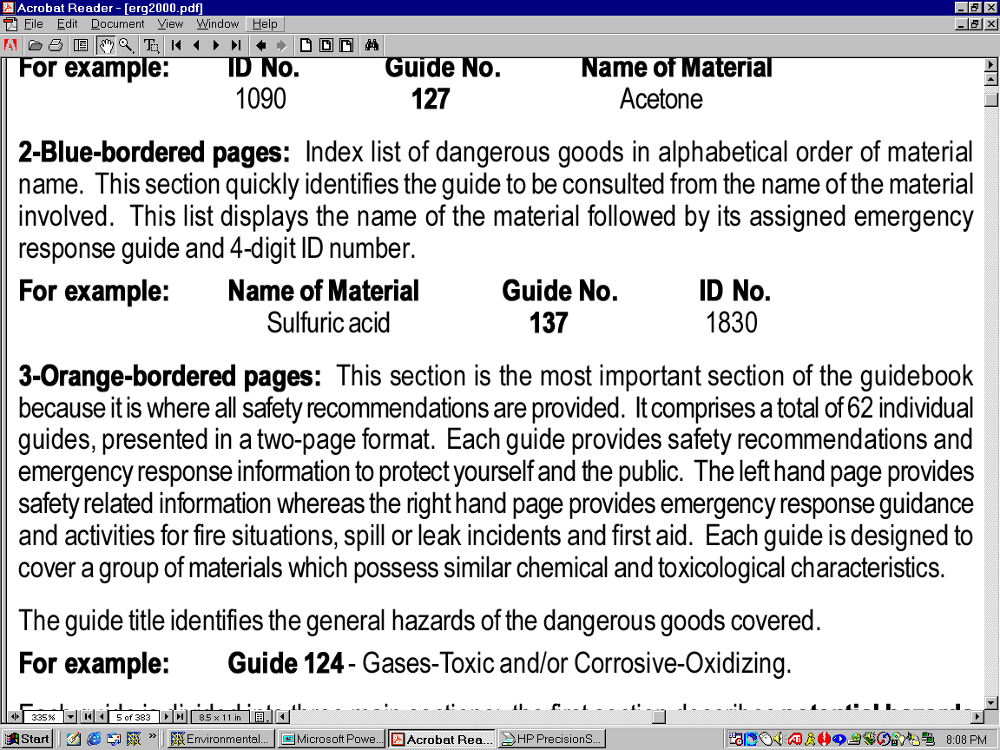 Acrobat Reader - [erg2000.pdf]
File Edit Document View Window Help
For example: ID No. Guide No. Name of Material
1090 127 Acetone
2-Blue-bordered pages: Index list of dangerous goods in alphabetical order of material
name. This section quickly identifies the guide to be consulted from the name of the material
involved. This list displays the name of the material followed by its assigned emergency
response guide and 4-digit ID number.
For example: Name of Material Guide No. ID No.
Sulfuric acid 137 1830
3-Orange-bordered pages: This section is the most important section of the guidebook
because it is where all safety recommendations are provided. It comprises a total of 62 individual
guides, presented in a two-page format. Each guide provides safety recommendations and
emergency response information to protect yourself and the public. The left hand page provides
safety related information whereas the right hand page provides emergency response guidance
and activities for fire situations, spill or leak incidents and first aid. Each guide is designed to
cover a group of materials which possess similar chemical and toxicological characteristics.
The guide title identifies the general hazards of the dangerous goods covered.
For example: Guide 124 - Gases-Toxic and/or Corrosive-Oxidizing.
335% 5 of 383 8.5 x 11 in
Start Environmental... Microsoft Powe... Acrobat Rea... HP PrecisionS... 8:08 PM